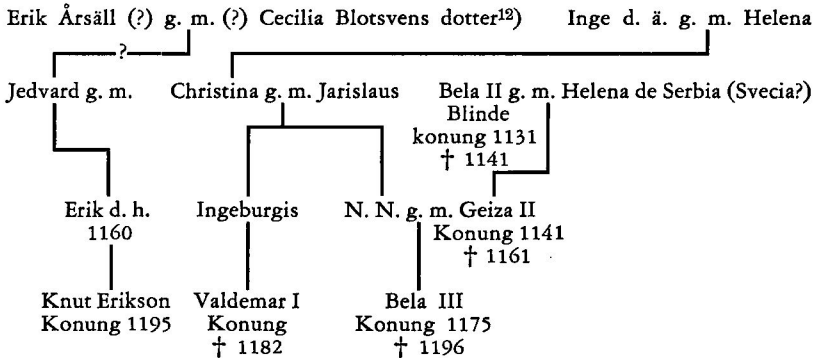 Erik Årsäll (?) g. m. (?) Cecilia Blotsvens dotter¹²) Inge d. ä. g. m. Helena
?
Jedvard g. m. Christina g. m. Jarislaus Bela II g. m. Helena de Serbia (Svecia?)
Blinde
konung 1131
† 1141
Erik d. h. Ingeburgis N. N. g. m. Geiza II
1160 Konung 1141
† 1161
Knut Erikson Valdemar I Bela III
Konung 1195 Konung Konung 1175
† 1182 † 1196